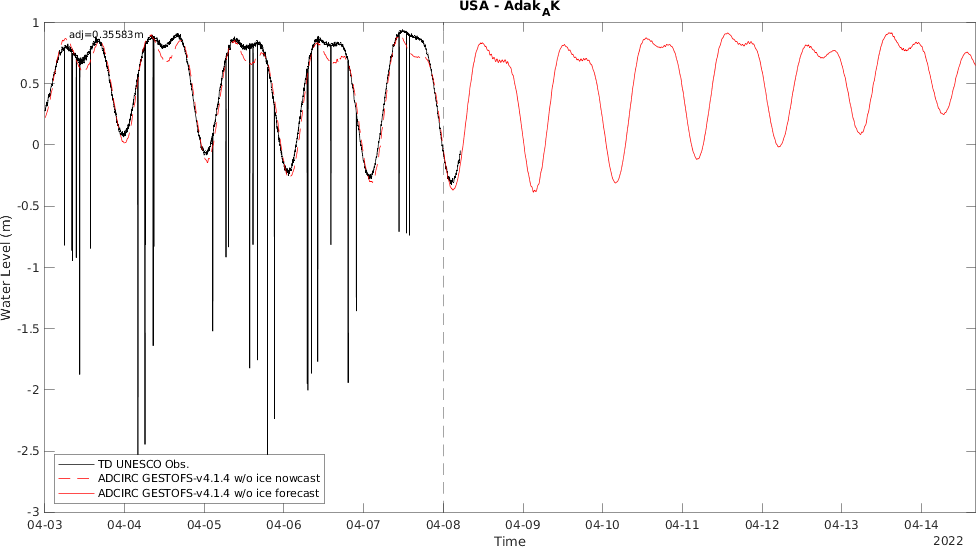 USA - Adak_AK
adj=0.35583m
1
0.5
0
-0.5
-1
-1.5
-2
-2.5
-3
Water Level (m)
TD UNESCO Obs.
ADCIRC GESTOFS-v4.1.4 w/o ice nowcast
ADCIRC GESTOFS-v4.1.4 w/o ice forecast
04-03 04-04 04-05 04-06 04-07 04-08 04-09 04-10 04-11 04-12 04-13 04-14
Time
2022